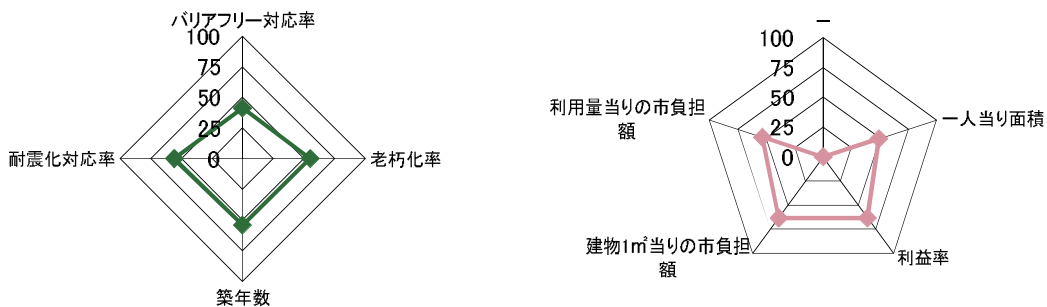 バリアフリー対応率
100
75
50
25
0
耐震化対応率
老朽化率
築年数
ー
100
75
50
25
0
利用量当りの市負担
額
一人当り面積
建物1㎡当りの市負担
額
利益率